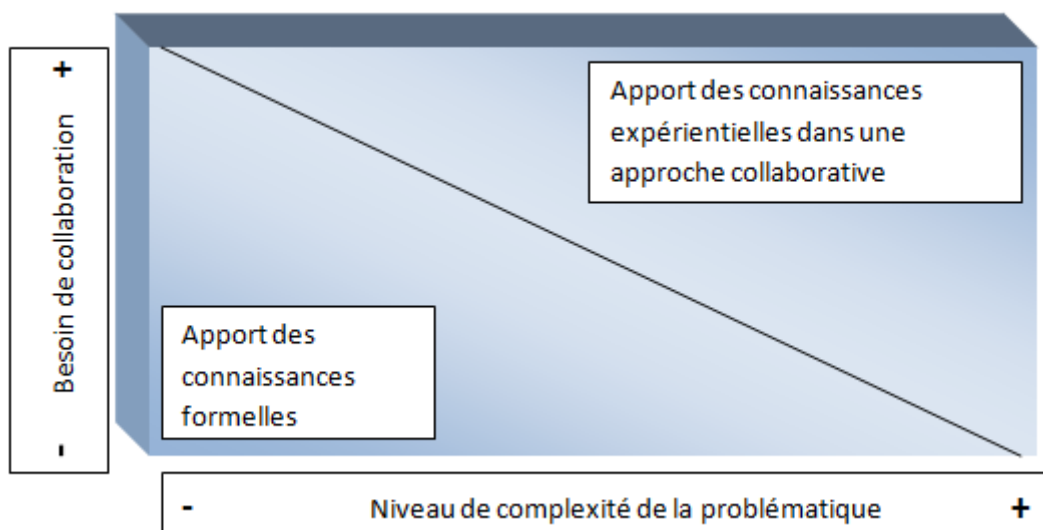 +
Besoin de collaboration
-
Apport des connaissances
expérientielles dans une
approche collaborative
Apport des
connaissances
formelles
- Niveau de complexité de la problématique +